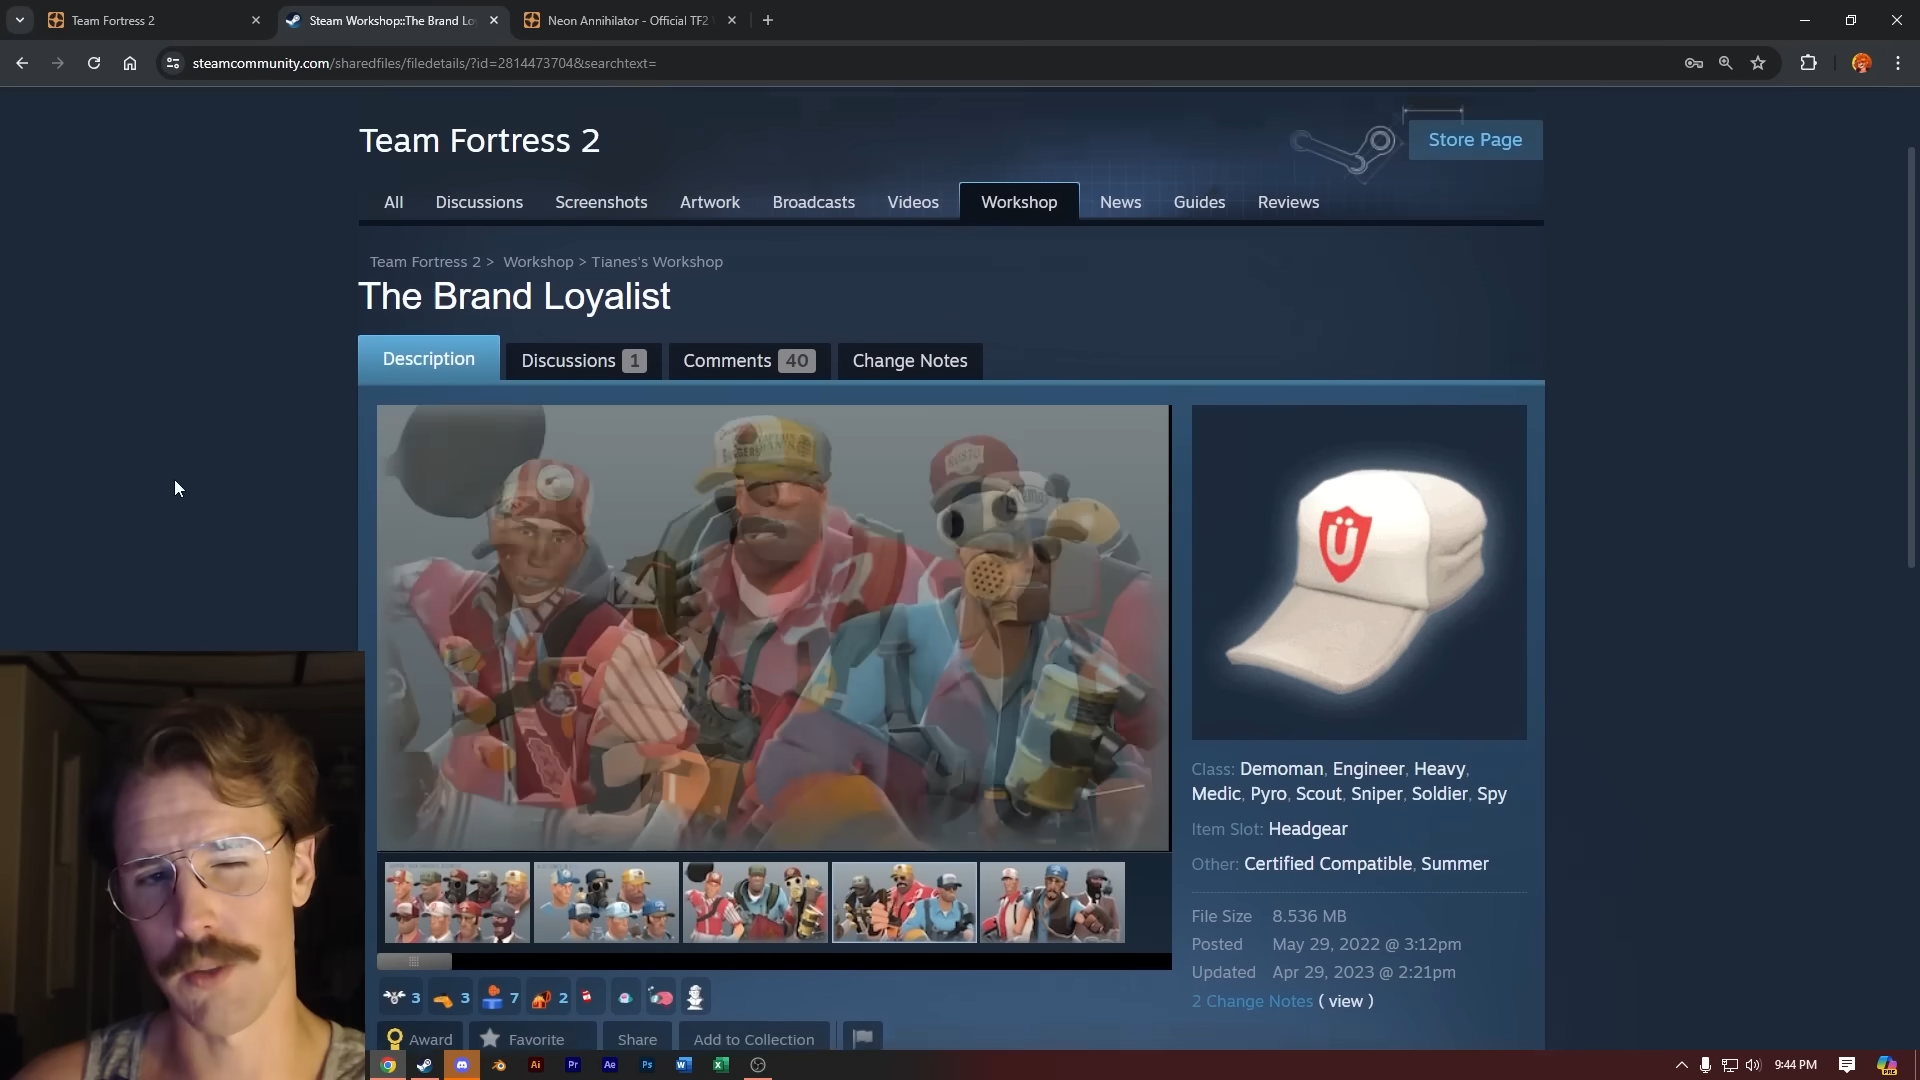 Team Fortress 2
Steam Workshop::The Brand Lo
Neon Annihilator - Official TF2
steamcommunity.com/sharedfiles/filedetails/?id=2814473704&searchtext=
Team Fortress 2
Store Page
All
Discussions
Screenshots
Artwork
Broadcasts
Videos
Workshop
News
Guides
Reviews
Team Fortress 2 > Workshop > Tianes's Workshop
The Brand Loyalist
Description
Discussions 1
Comments 40
Change Notes
Ü
Class: Demoman, Engineer, Heavy,
Medic, Pyro, Scout, Sniper, Soldier, Spy
Item Slot: Headgear
Other: Certified Compatible, Summer
File Size 8.536 MB
Posted May 29, 2022 @ 3:12pm
Updated Apr 29, 2023 @ 2:21pm
2 Change Notes ( view )
3
3
7
2
Award
Favorite
Share
Add to Collection
Ai
Pr
Ae
Ps
9:44 PM